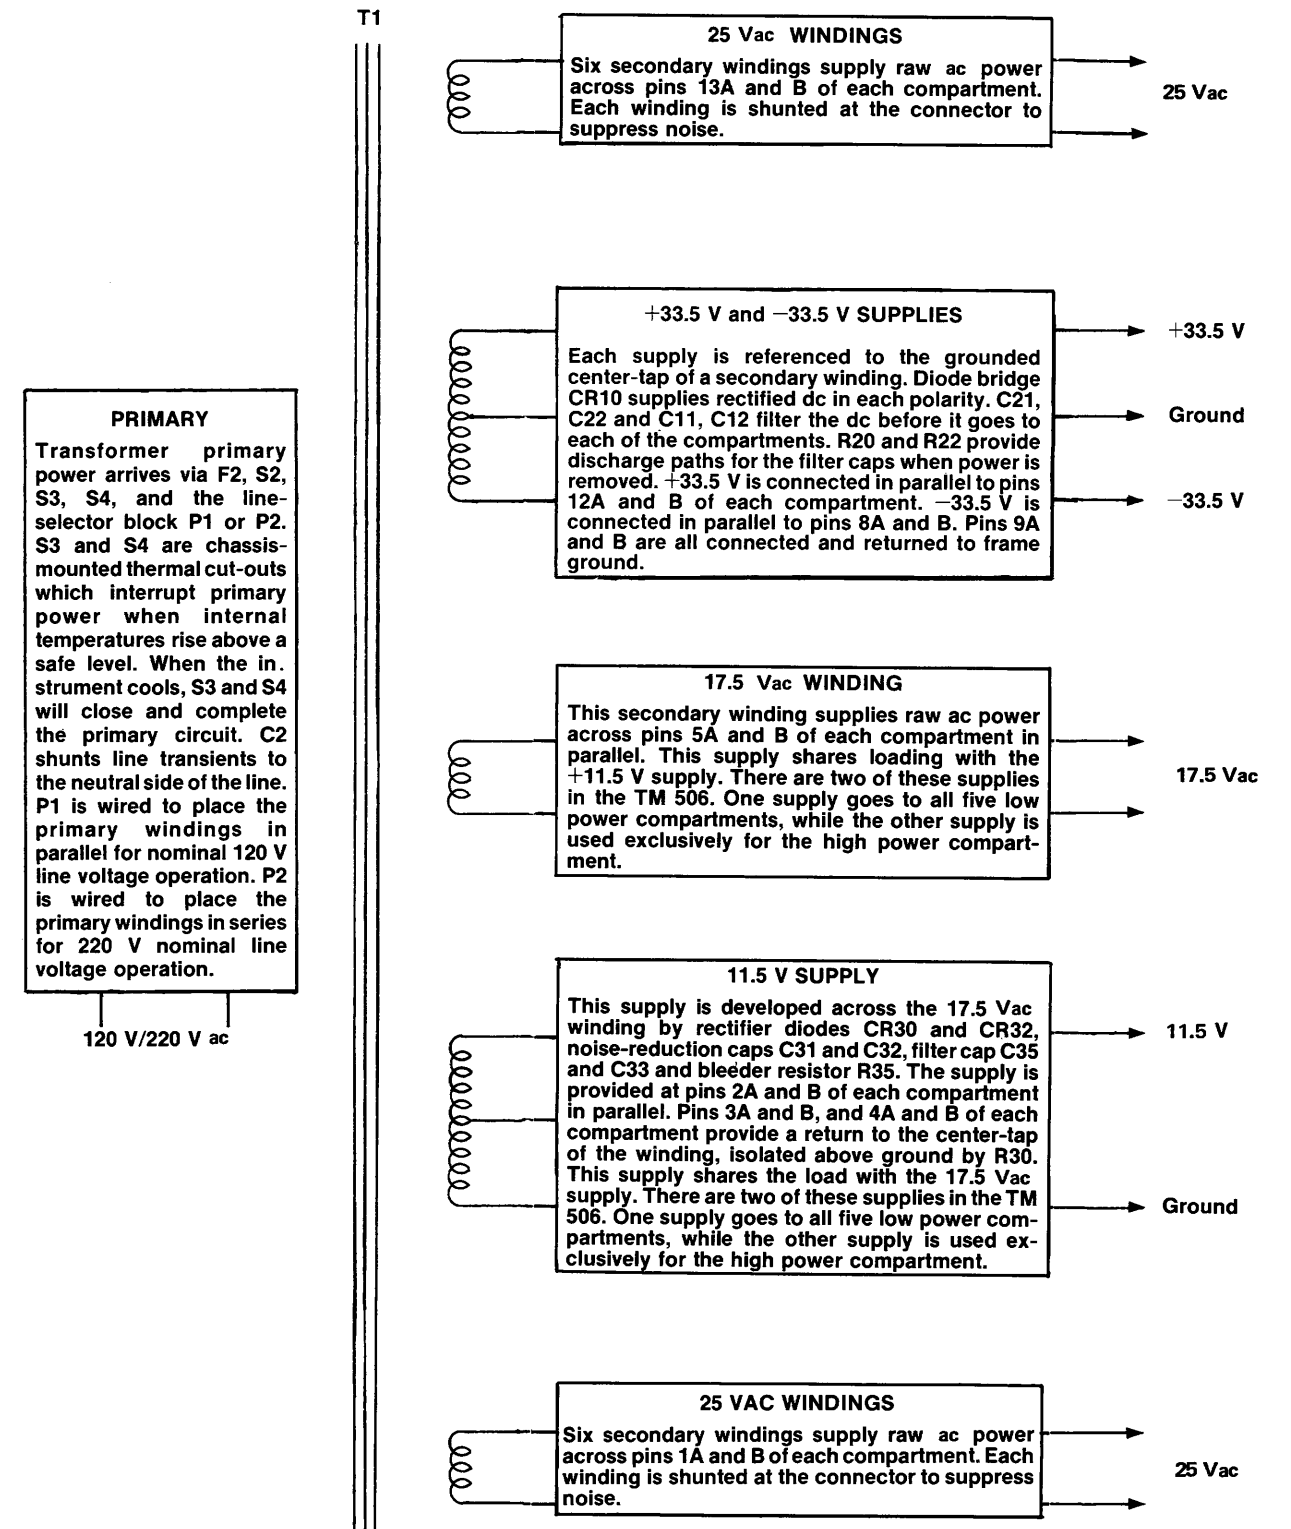 T1
25 Vac WINDINGS
Six secondary windings supply raw ac power
across pins 13A and B of each compartment.
Each winding is shunted at the connector to
suppress noise.
25 Vac
+33.5 V and −33.5 V SUPPLIES
Each supply is referenced to the grounded
center-tap of a secondary winding. Diode bridge
CR10 supplies rectified dc in each polarity. C21,
C22 and C11, C12 filter the dc before it goes to
each of the compartments. R20 and R22 provide
discharge paths for the filter caps when power is
removed. +33.5 V is connected in parallel to pins
12A and B of each compartment. −33.5 V is
connected in parallel to pins 8A and B. Pins 9A
and B are all connected and returned to frame
ground.
+33.5 V
Ground
−33.5 V
PRIMARY
Transformer primary
power arrives via F2, S2,
S3, S4, and the line-
selector block P1 or P2.
S3 and S4 are chassis-
mounted thermal cut-outs
which interrupt primary
power when internal
temperatures rise above a
safe level. When the in.
strument cools, S3 and S4
will close and complete
the primary circuit. C2
shunts line transients to
the neutral side of the line.
P1 is wired to place the
primary windings in
parallel for nominal 120 V
line voltage operation. P2
is wired to place the
primary windings in series
for 220 V nominal line
voltage operation.
120 V/220 V ac
17.5 Vac WINDING
This secondary winding supplies raw ac power
across pins 5A and B of each compartment in
parallel. This supply shares loading with the
+11.5 V supply. There are two of these supplies
in the TM 506. One supply goes to all five low
power compartments, while the other supply is
used exclusively for the high power compart-
ment.
17.5 Vac
11.5 V SUPPLY
This supply is developed across the 17.5 Vac
winding by rectifier diodes CR30 and CR32,
noise-reduction caps C31 and C32, filter cap C35
and C33 and bleeder resistor R35. The supply is
provided at pins 2A and B of each compartment
in parallel. Pins 3A and B, and 4A and B of each
compartment provide a return to the center-tap
of the winding, isolated above ground by R30.
This supply shares the load with the 17.5 Vac
supply. There are two of these supplies in the TM
506. One supply goes to all five low power com-
partments, while the other supply is used ex-
clusively for the high power compartment.
11.5 V
Ground
25 VAC WINDINGS
Six secondary windings supply raw ac power
across pins 1A and B of each compartment. Each
winding is shunted at the connector to suppress
noise.
25 Vac